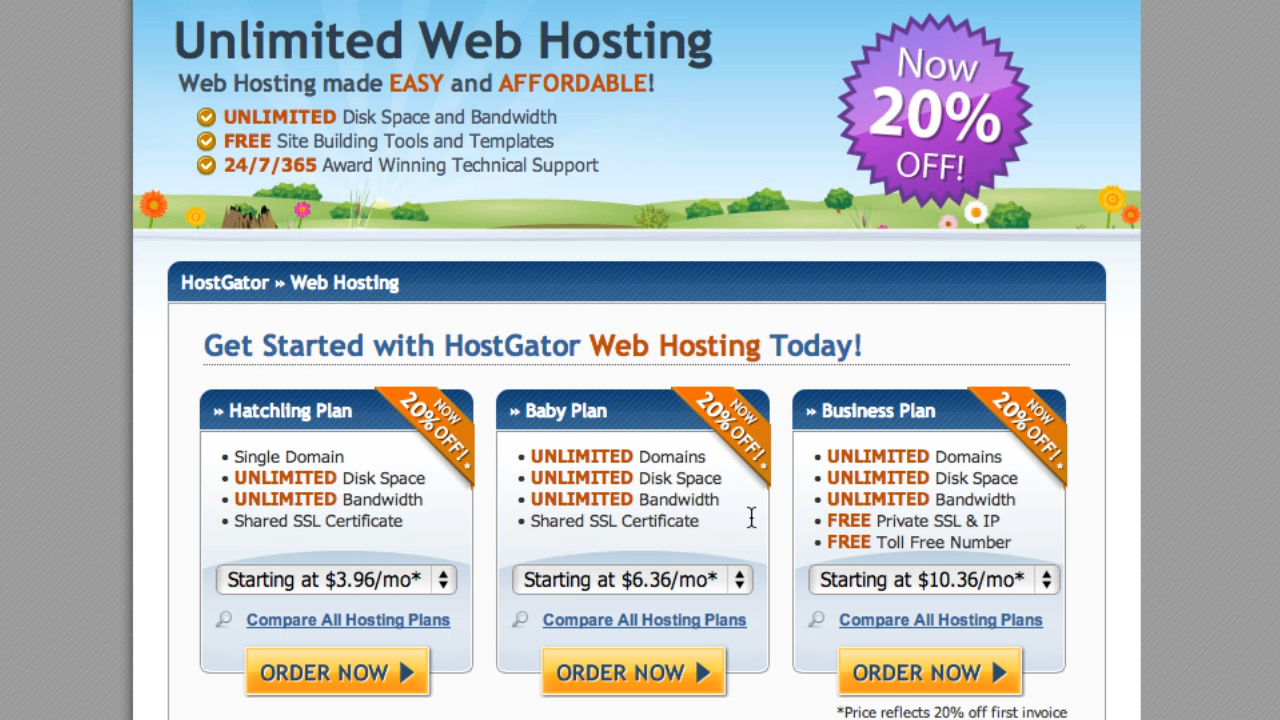 Unlimited Web Hosting
Web Hosting made EASY and AFFORDABLE!
UNLIMITED Disk Space and Bandwidth
FREE Site Building Tools and Templates
24/7/365 Award Winning Technical Support
Now
20%
OFF!
HostGator » Web Hosting
Get Started with HostGator Web Hosting Today!
» Hatchling Plan
NOW
20% OFF!*
• Single Domain
• UNLIMITED Disk Space
• UNLIMITED Bandwidth
• Shared SSL Certificate
Starting at $3.96/mo*
Compare All Hosting Plans
ORDER NOW
» Baby Plan
NOW
20% OFF!*
• UNLIMITED Domains
• UNLIMITED Disk Space
• UNLIMITED Bandwidth
• Shared SSL Certificate
Starting at $6.36/mo*
Compare All Hosting Plans
ORDER NOW
» Business Plan
NOW
20% OFF!*
• UNLIMITED Domains
• UNLIMITED Disk Space
• UNLIMITED Bandwidth
• FREE Private SSL & IP
• FREE Toll Free Number
Starting at $10.36/mo*
Compare All Hosting Plans
ORDER NOW
*Price reflects 20% off first invoice